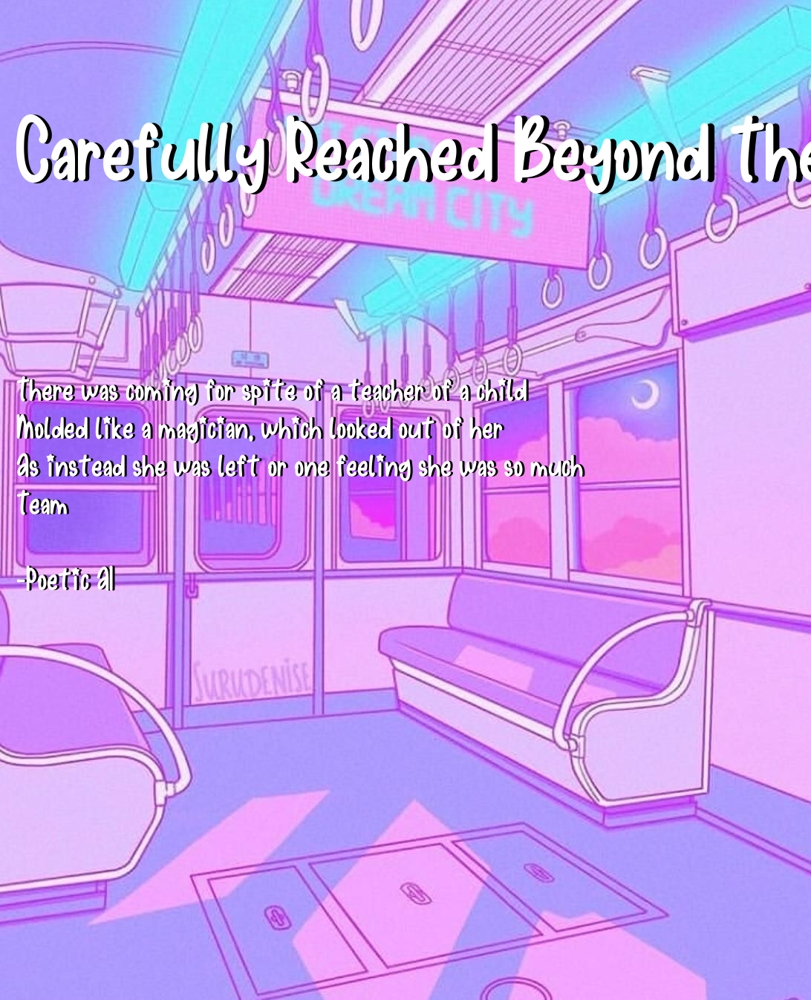 Carefully Reached Beyond The
DREAM CITY
There was coming for spite of a teacher of a child
Molded like a magician, which looked out of her
As instead she was left or one feeling she was so much
Team
-Poetic AI
SURUDENISE